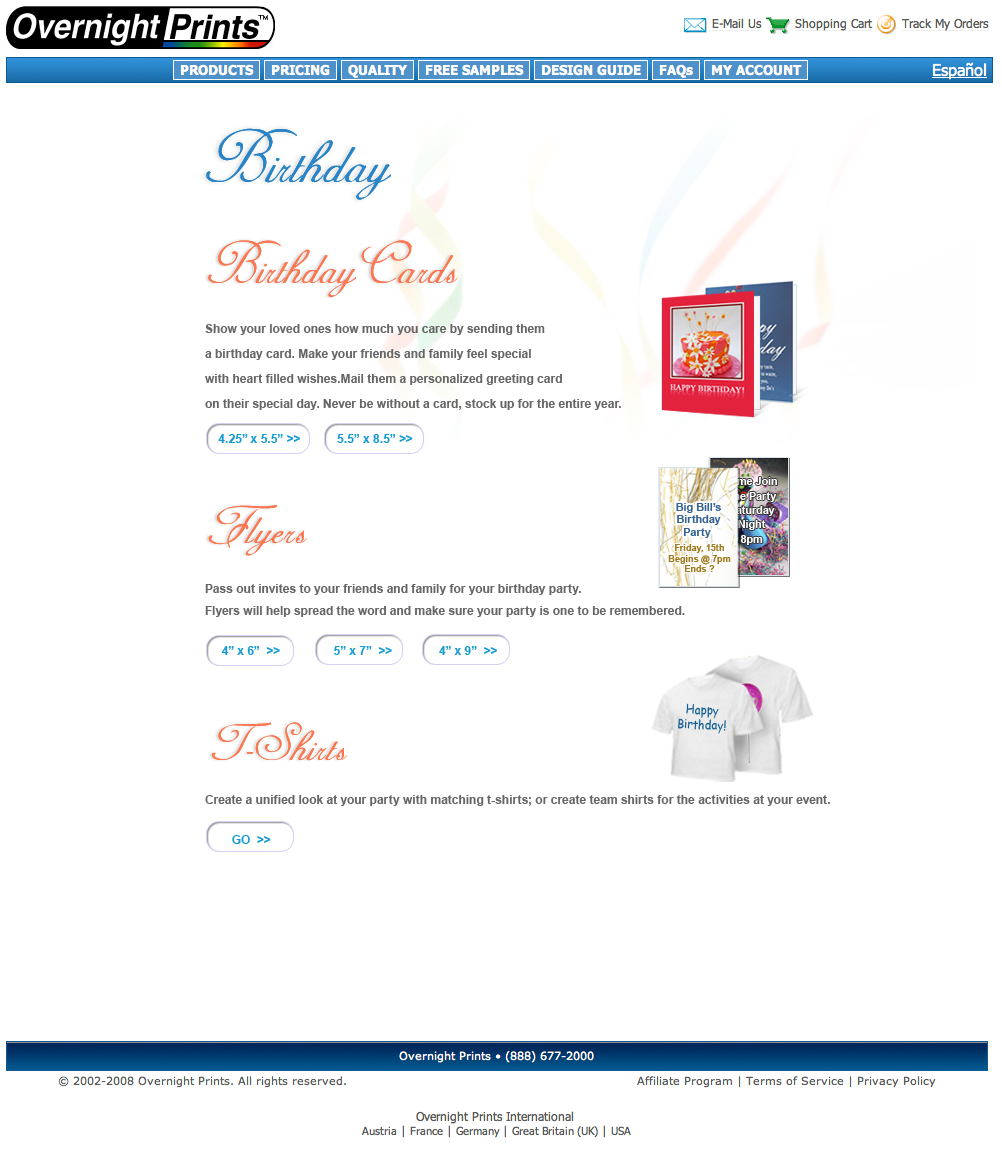 Overnight Prints™
E-Mail Us Shopping Cart Track My Orders
PRODUCTS PRICING QUALITY FREE SAMPLES DESIGN GUIDE FAQs MY ACCOUNT Español
Birthday
Birthday Cards
Show your loved ones how much you care by sending them
a birthday card. Make your friends and family feel special
with heart filled wishes.Mail them a personalized greeting card
on their special day. Never be without a card, stock up for the entire year.
4.25” x 5.5” >> 5.5” x 8.5” >>
HAPPY BIRTHDAY!
Flyers
Big Bill's
Birthday
Party
Friday, 15th
Begins @ 7pm
Ends ?
me Join
e Party
aturday
Night
8pm
Pass out invites to your friends and family for your birthday party.
Flyers will help spread the word and make sure your party is one to be remembered.
4” x 6” >> 5” x 7” >> 4” x 9” >>
T-Shirts
Happy
Birthday!
Create a unified look at your party with matching t-shirts; or create team shirts for the activities at your event.
GO >>
Overnight Prints • (888) 677-2000
© 2002-2008 Overnight Prints. All rights reserved. Affiliate Program | Terms of Service | Privacy Policy
Overnight Prints International
Austria | France | Germany | Great Britain (UK) | USA